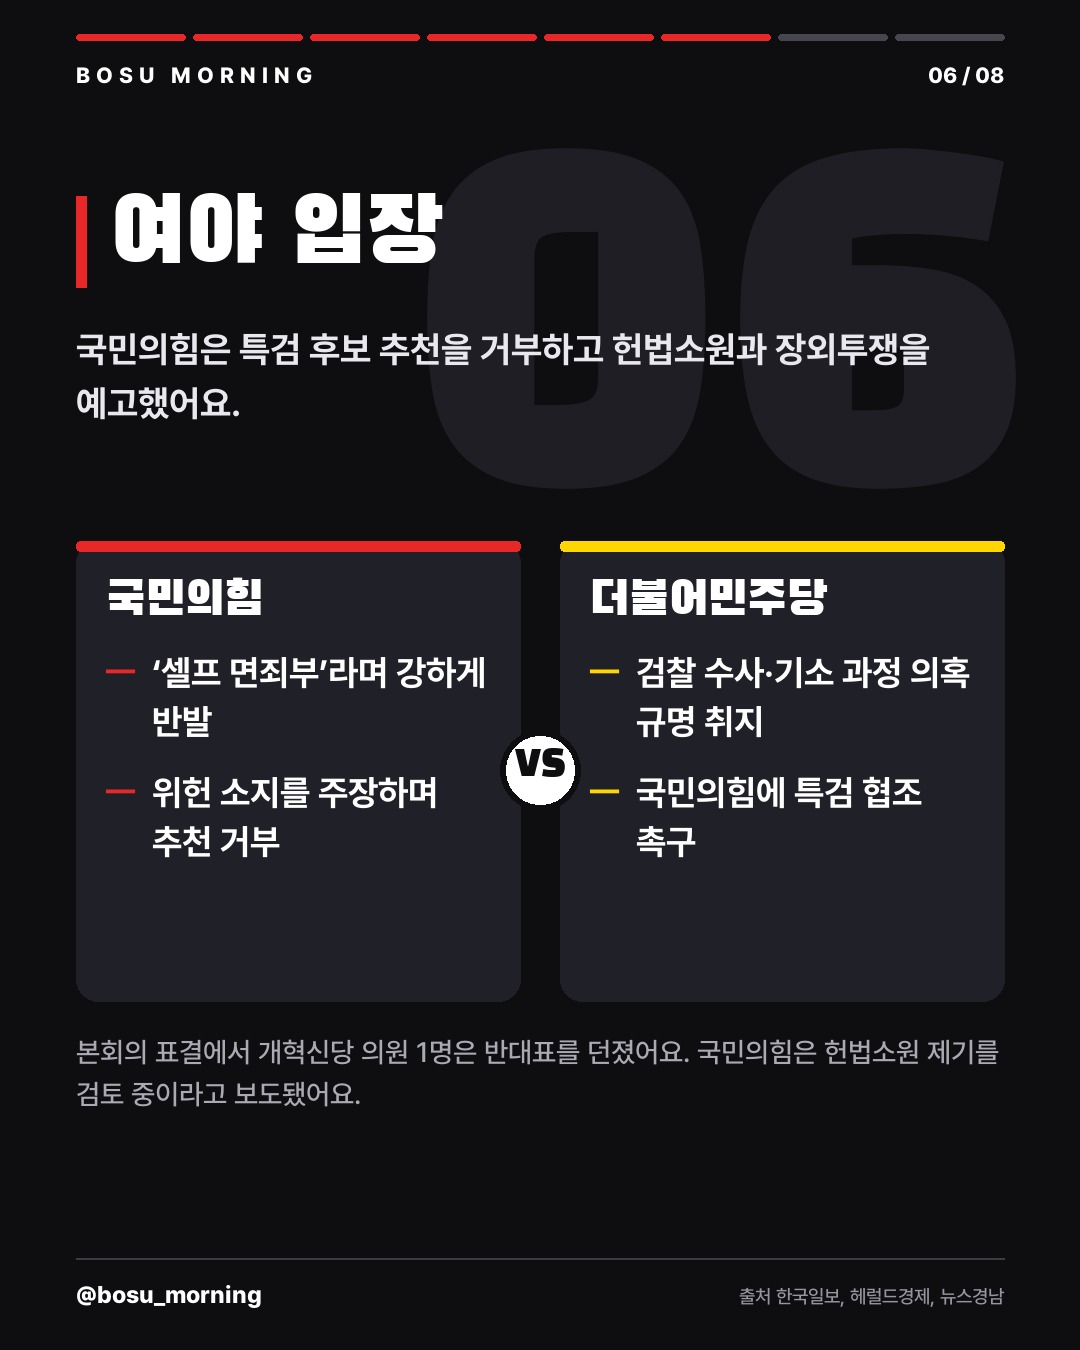 BOSU MORNING
06 / 08
06
여야 입장
국민의힘은 특검 후보 추천을 거부하고 헌법소원과 장외투쟁을
예고했어요.
국민의힘
— ‘셀프 면죄부’라며 강하게
반발
— 위헌 소지를 주장하며
추천 거부
VS
더불어민주당
— 검찰 수사·기소 과정 의혹
규명 취지
— 국민의힘에 특검 협조
촉구
본회의 표결에서 개혁신당 의원 1명은 반대표를 던졌어요. 국민의힘은 헌법소원 제기를
검토 중이라고 보도됐어요.
@bosu_morning
출처 한국일보, 헤럴드경제, 뉴스경남